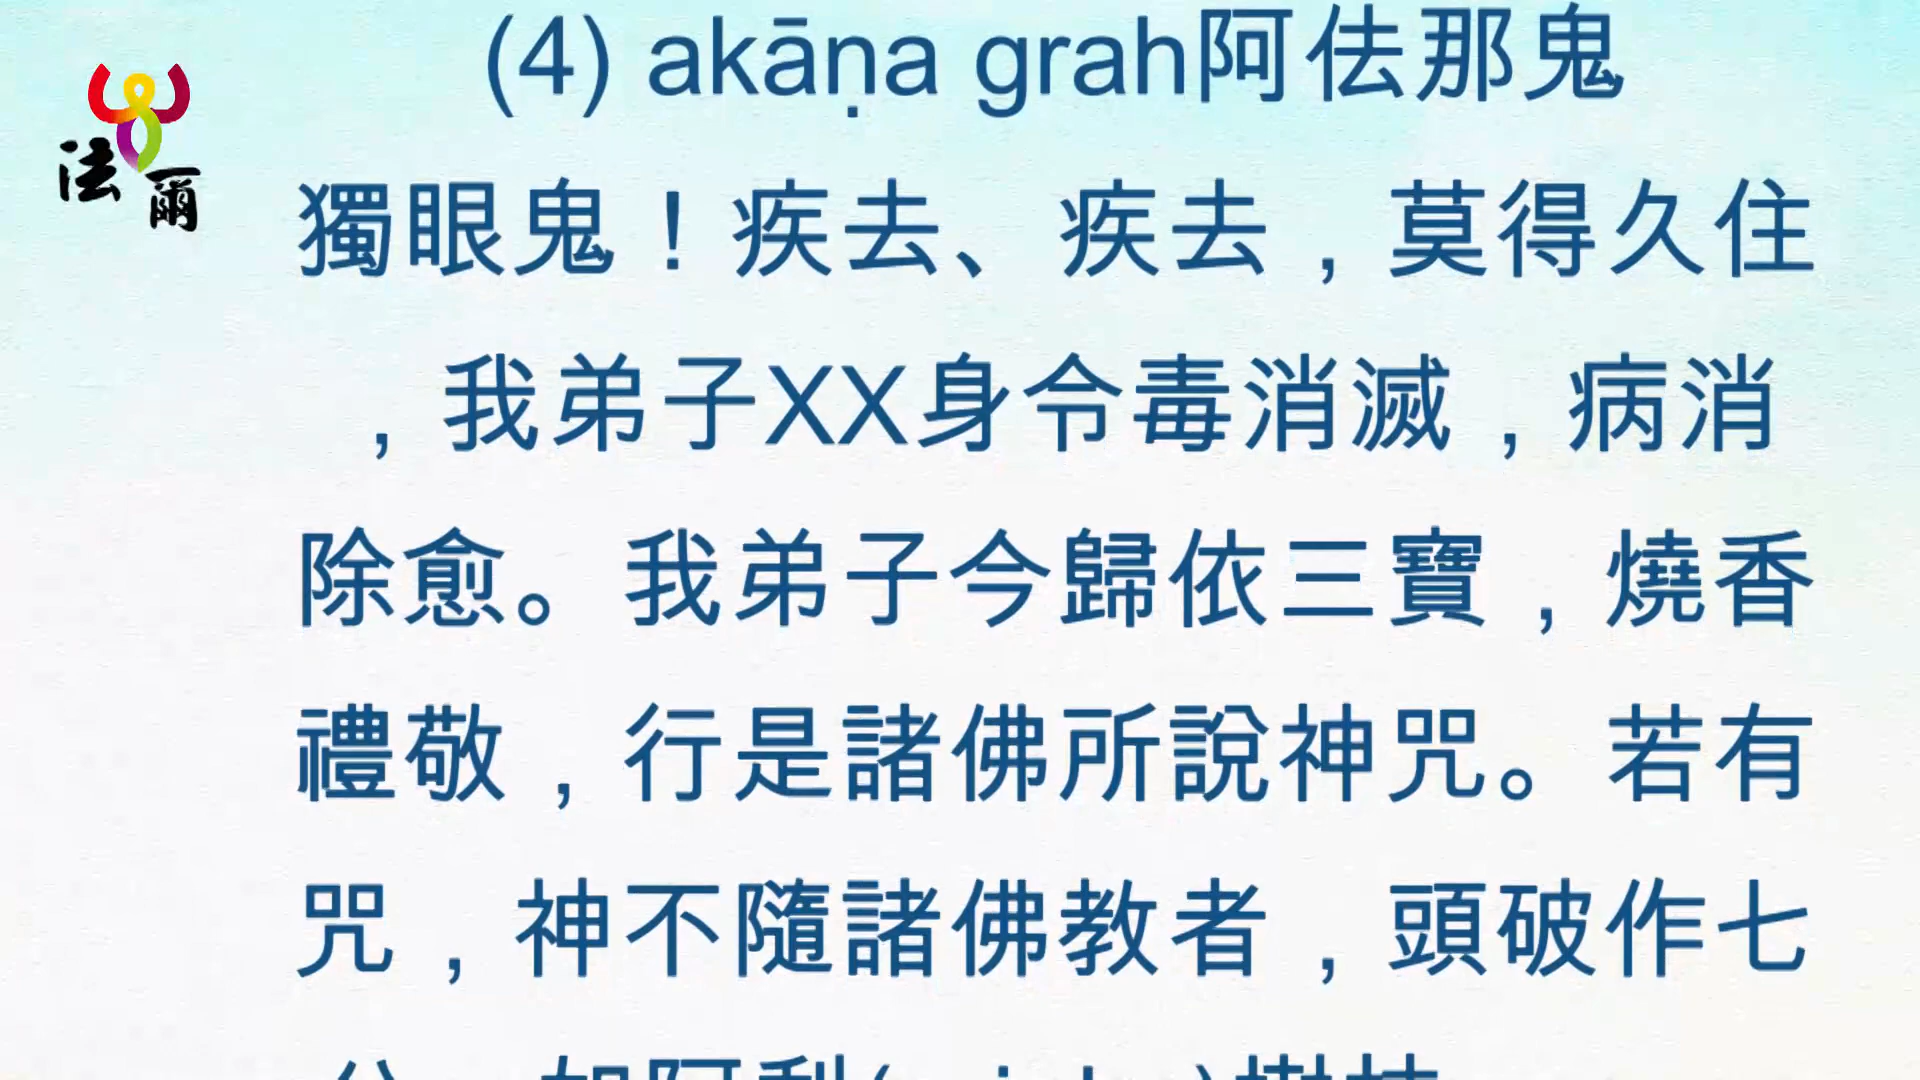 (4) akāṇa grah阿佉那鬼
法爾
獨眼鬼！疾去、疾去，莫得久住
，我弟子XX身令毒消滅，病消
除愈。我弟子今歸依三寶，燒香
禮敬，行是諸佛所說神咒。若有
咒，神不隨諸佛教者，頭破作七